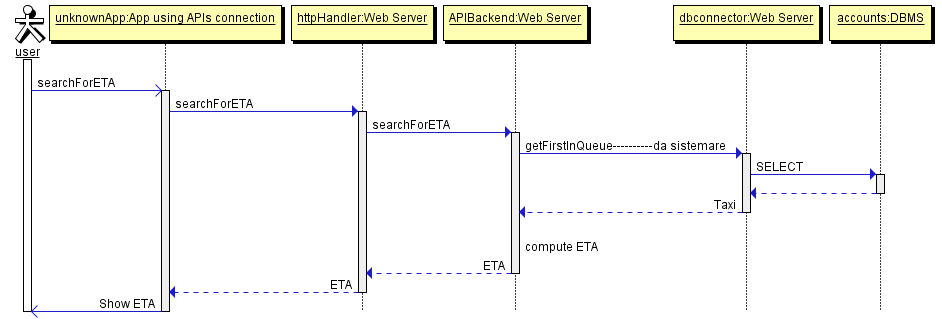 unknownApp:App using APIs connection
httpHandler:Web Server
APIBackend:Web Server
dbconnector:Web Server
accounts:DBMS
user
searchForETA
searchForETA
searchForETA
getFirstInQueue----------da sistemare
SELECT
Taxi
compute ETA
ETA
ETA
Show ETA